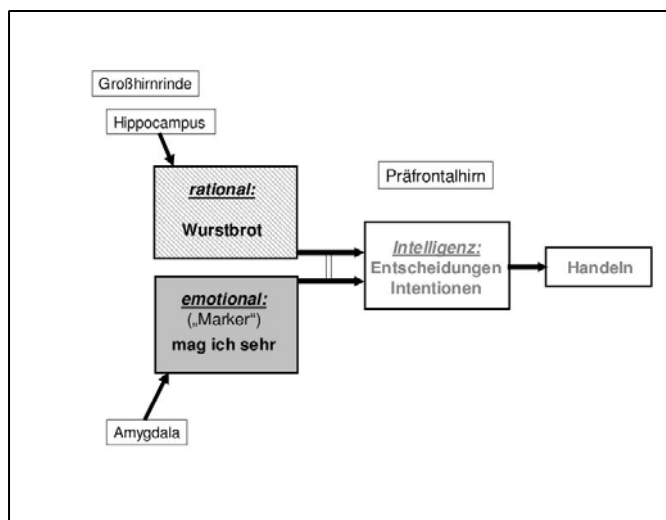 Großhirnrinde
Hippocampus
rational:
Wurstbrot
Präfrontalhirn
Intelligenz:
Entscheidungen
Intentionen
Handeln
emotional:
(„Marker“)
mag ich sehr
Amygdala